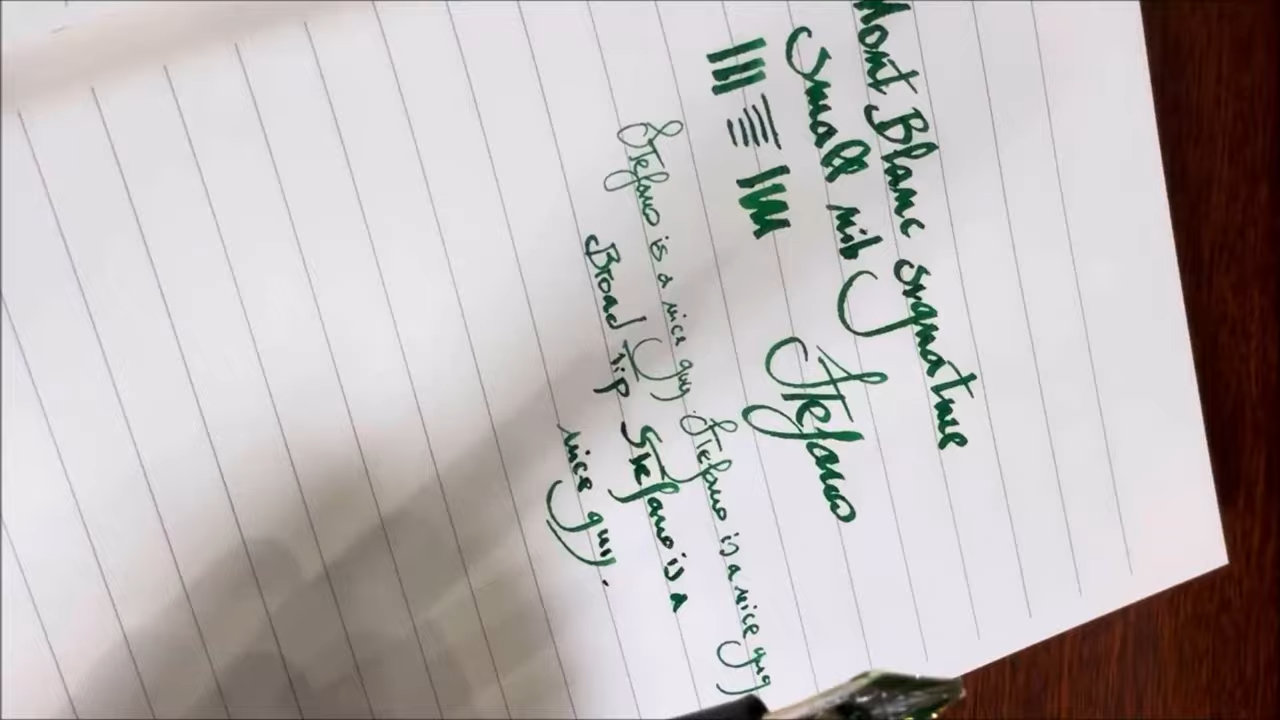 Mont Blanc signature
small nib Stefano
Stefano is a nice guy. Stefano is a nice guy
Broad tip Stefano is a
nice guy.